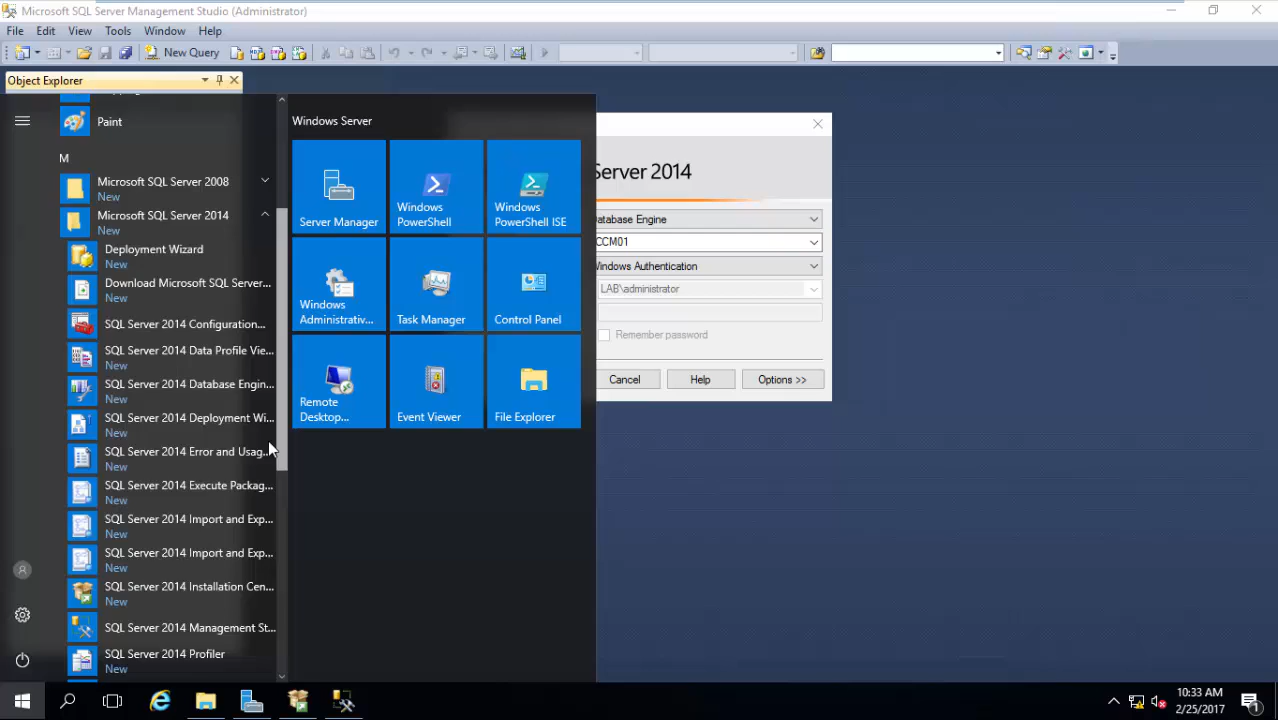 Microsoft SQL Server Management Studio (Administrator)
File Edit View Tools Window Help
New Query
Object Explorer
Windows Server
Paint
M
Microsoft SQL Server 2008
New
Microsoft SQL Server 2014
New
Deployment Wizard
New
Download Microsoft SQL Server...
New
SQL Server 2014 Configuration...
SQL Server 2014 Data Profile Vie...
New
SQL Server 2014 Database Engin...
New
SQL Server 2014 Deployment Wi...
New
SQL Server 2014 Error and Usag...
New
SQL Server 2014 Execute Packag...
New
SQL Server 2014 Import and Exp...
New
SQL Server 2014 Import and Exp...
New
SQL Server 2014 Installation Cen...
New
SQL Server 2014 Management St...
SQL Server 2014 Profiler
New
Server Manager
Windows PowerShell
Windows PowerShell ISE
Windows Administrativ...
Task Manager
Control Panel
Remote Desktop...
Event Viewer
File Explorer
Server 2014
atabase Engine
CCM01
Windows Authentication
LAB\administrator
Remember password
Cancel Help Options >>
10:33 AM
2/25/2017
1